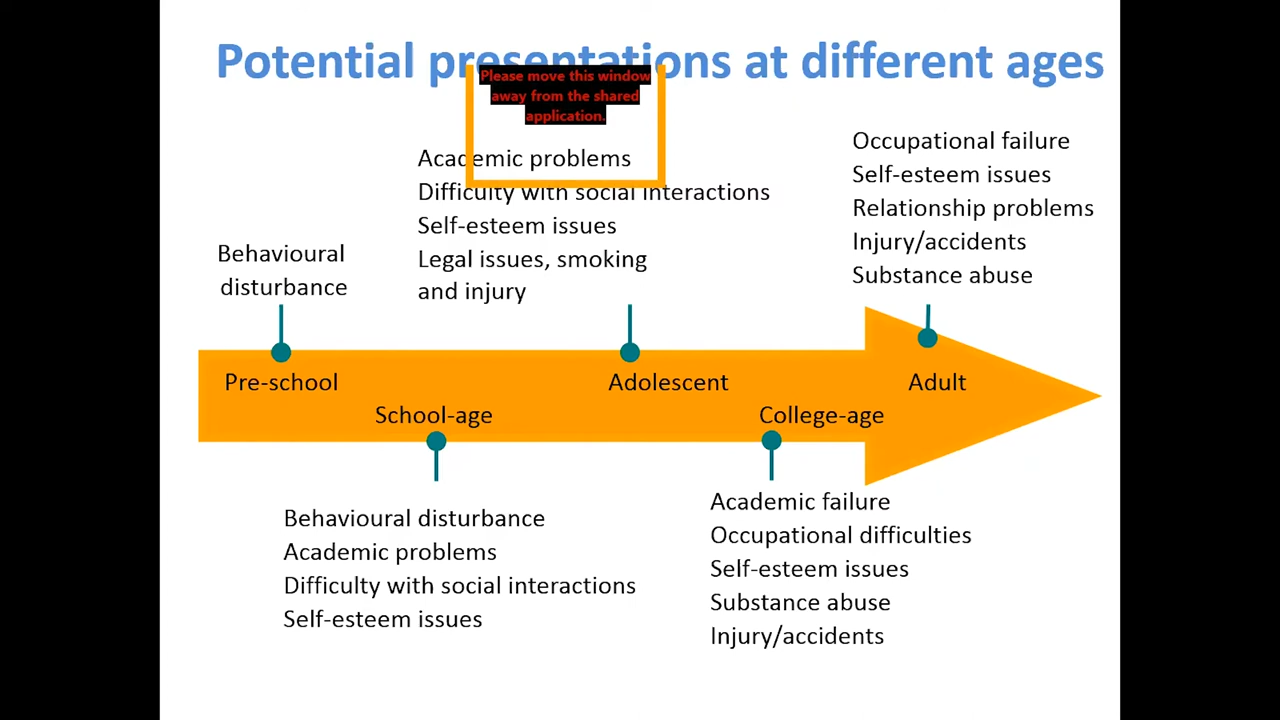 Potential presentations at different ages
Please move this window
away from the shared
application.
Academic problems
Difficulty with social interactions
Self-esteem issues
Legal issues, smoking
and injury
Occupational failure
Self-esteem issues
Relationship problems
Injury/accidents
Substance abuse
Behavioural
disturbance
Pre-school
Adolescent
Adult
School-age
College-age
Behavioural disturbance
Academic problems
Difficulty with social interactions
Self-esteem issues
Academic failure
Occupational difficulties
Self-esteem issues
Substance abuse
Injury/accidents